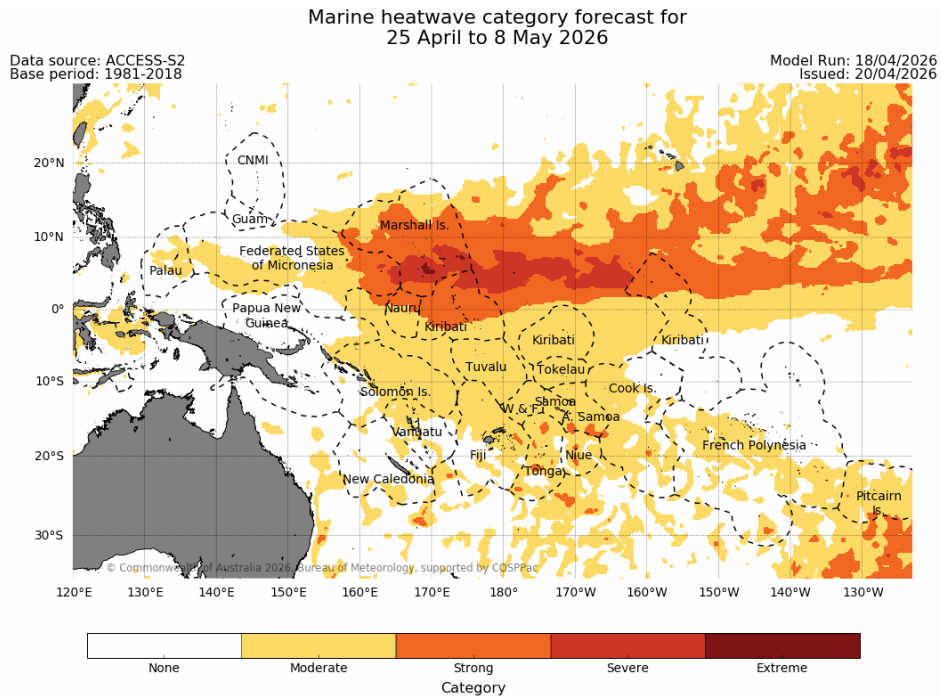 Marine heatwave category forecast for
25 April to 8 May 2026
Data source: ACCESS-S2
Base period: 1981-2018
Model Run: 18/04/2026
Issued: 20/04/2026
20°N
10°N
0°
10°S
20°S
30°S
CNMI
Guam
Marshall Is.
Federated States
of Micronesia
Palau
Papua New
Guinea
Nauru
Kiribati
Kiribati
Kiribati
Tuvalu
Tokelau
Cook Is.
Solomon Is.
Samoa
W & F
A. Samoa
Vanuatu
French Polynesia
Fiji
Niue
Tonga
New Caledonia
Pitcairn
Is.
© Commonwealth of Australia 2026, Bureau of Meteorology, supported by COSPPac
120°E
130°E
140°E
150°E
160°E
170°E
180°
170°W
160°W
150°W
140°W
130°W
None
Moderate
Strong
Severe
Extreme
Category